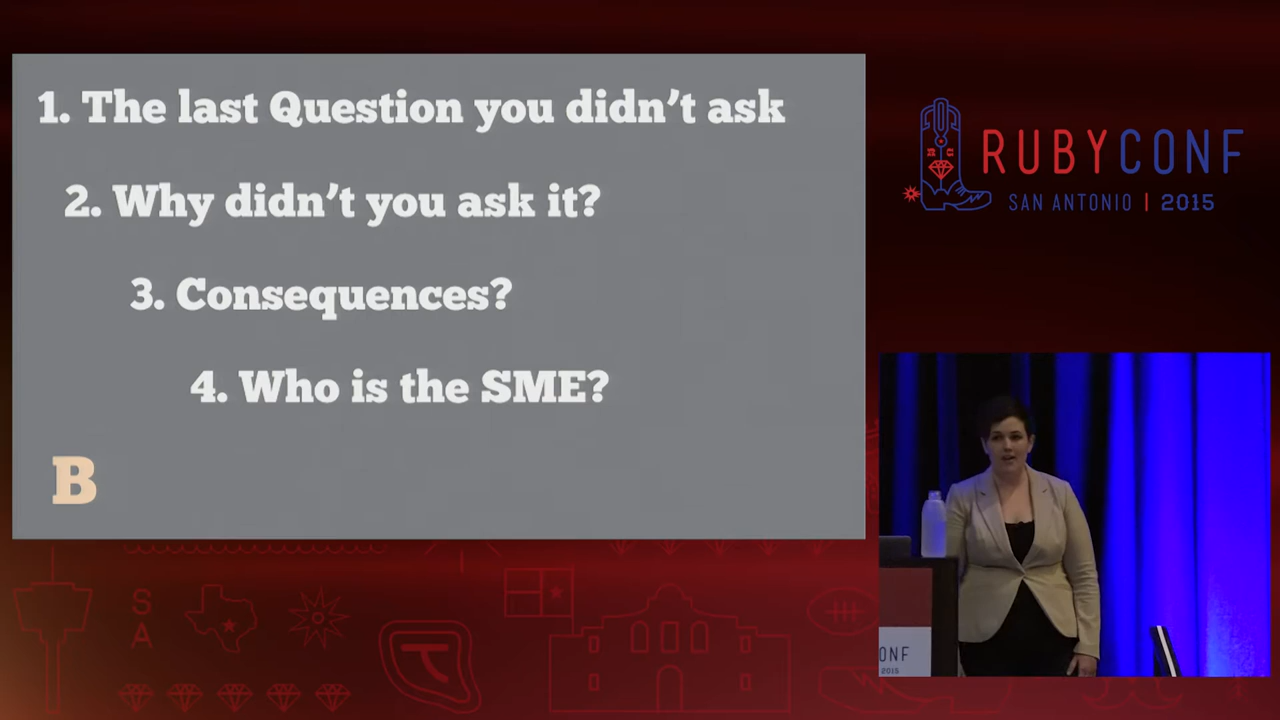 1. The last Question you didn't ask
2. Why didn't you ask it?
3. Consequences?
4. Who is the SME?
B
RUBYCONF
SAN ANTONIO | 2015
ONF
2015
S
A